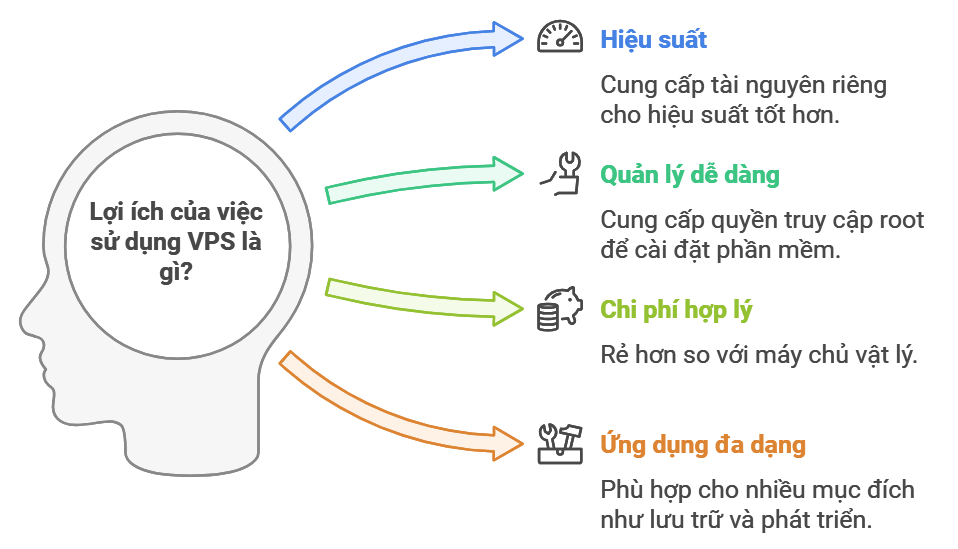 Lợi ích của việc
sử dụng VPS là
gì?
Hiệu suất
Cung cấp tài nguyên riêng
cho hiệu suất tốt hơn.
Quản lý dễ dàng
Cung cấp quyền truy cập root
để cài đặt phần mềm.
Chi phí hợp lý
Rẻ hơn so với máy chủ vật lý.
Ứng dụng đa dạng
Phù hợp cho nhiều mục đích
như lưu trữ và phát triển.